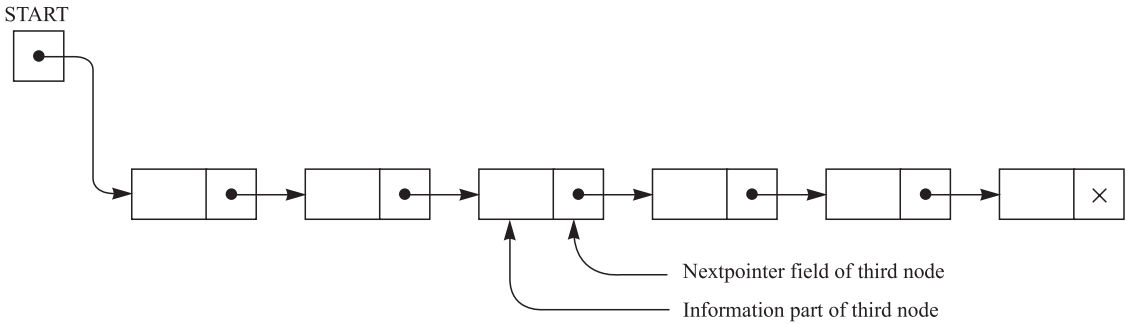 START
Nextpointer field of third node
Information part of third node